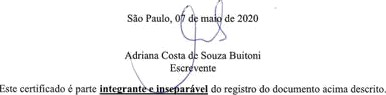 São Paulo, 07 de maio de 2020
Adriana Costa de Souza Buitoni
Escrevente
Este certificado é parte integrante e inseparável do registro do documento acima descrito.